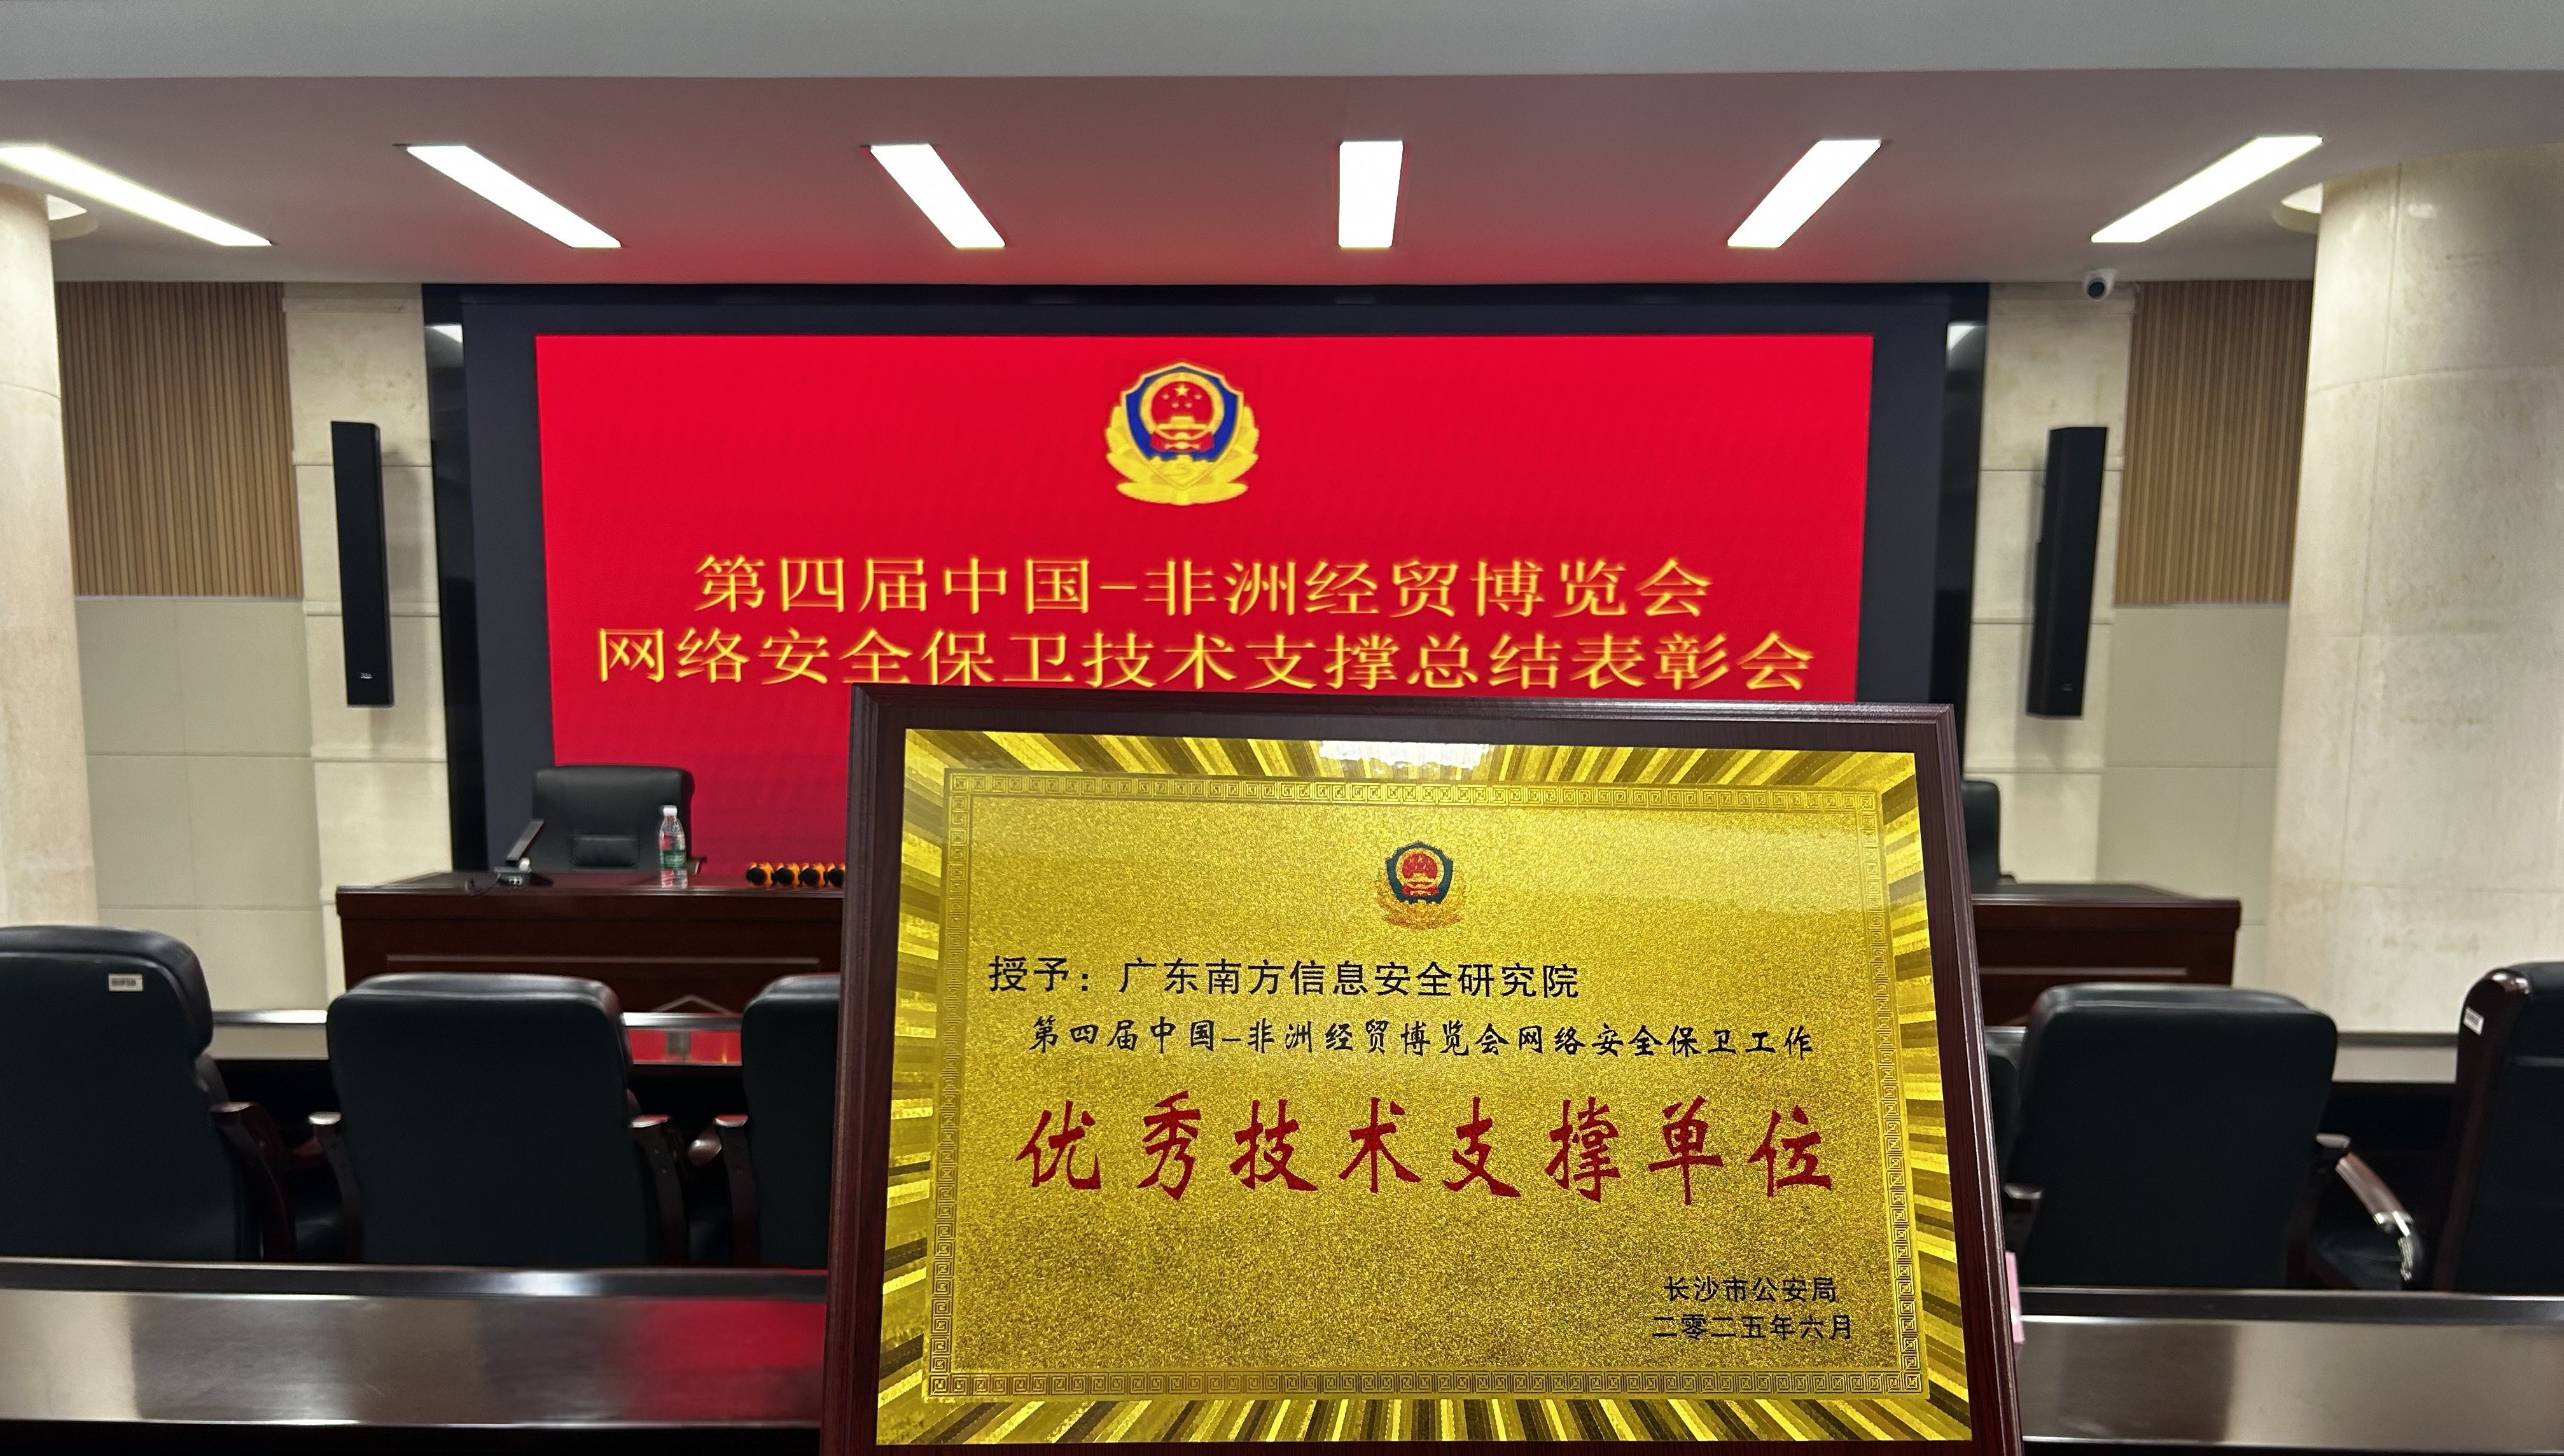 第四届中国-非洲经贸博览会
网络安全保卫技术支撑总结表彰会
授予：广东南方信息安全研究院
第四届中国-非洲经贸博览会网络安全保卫工作
优秀技术支撑单位
长沙市公安局
二零二五年六月